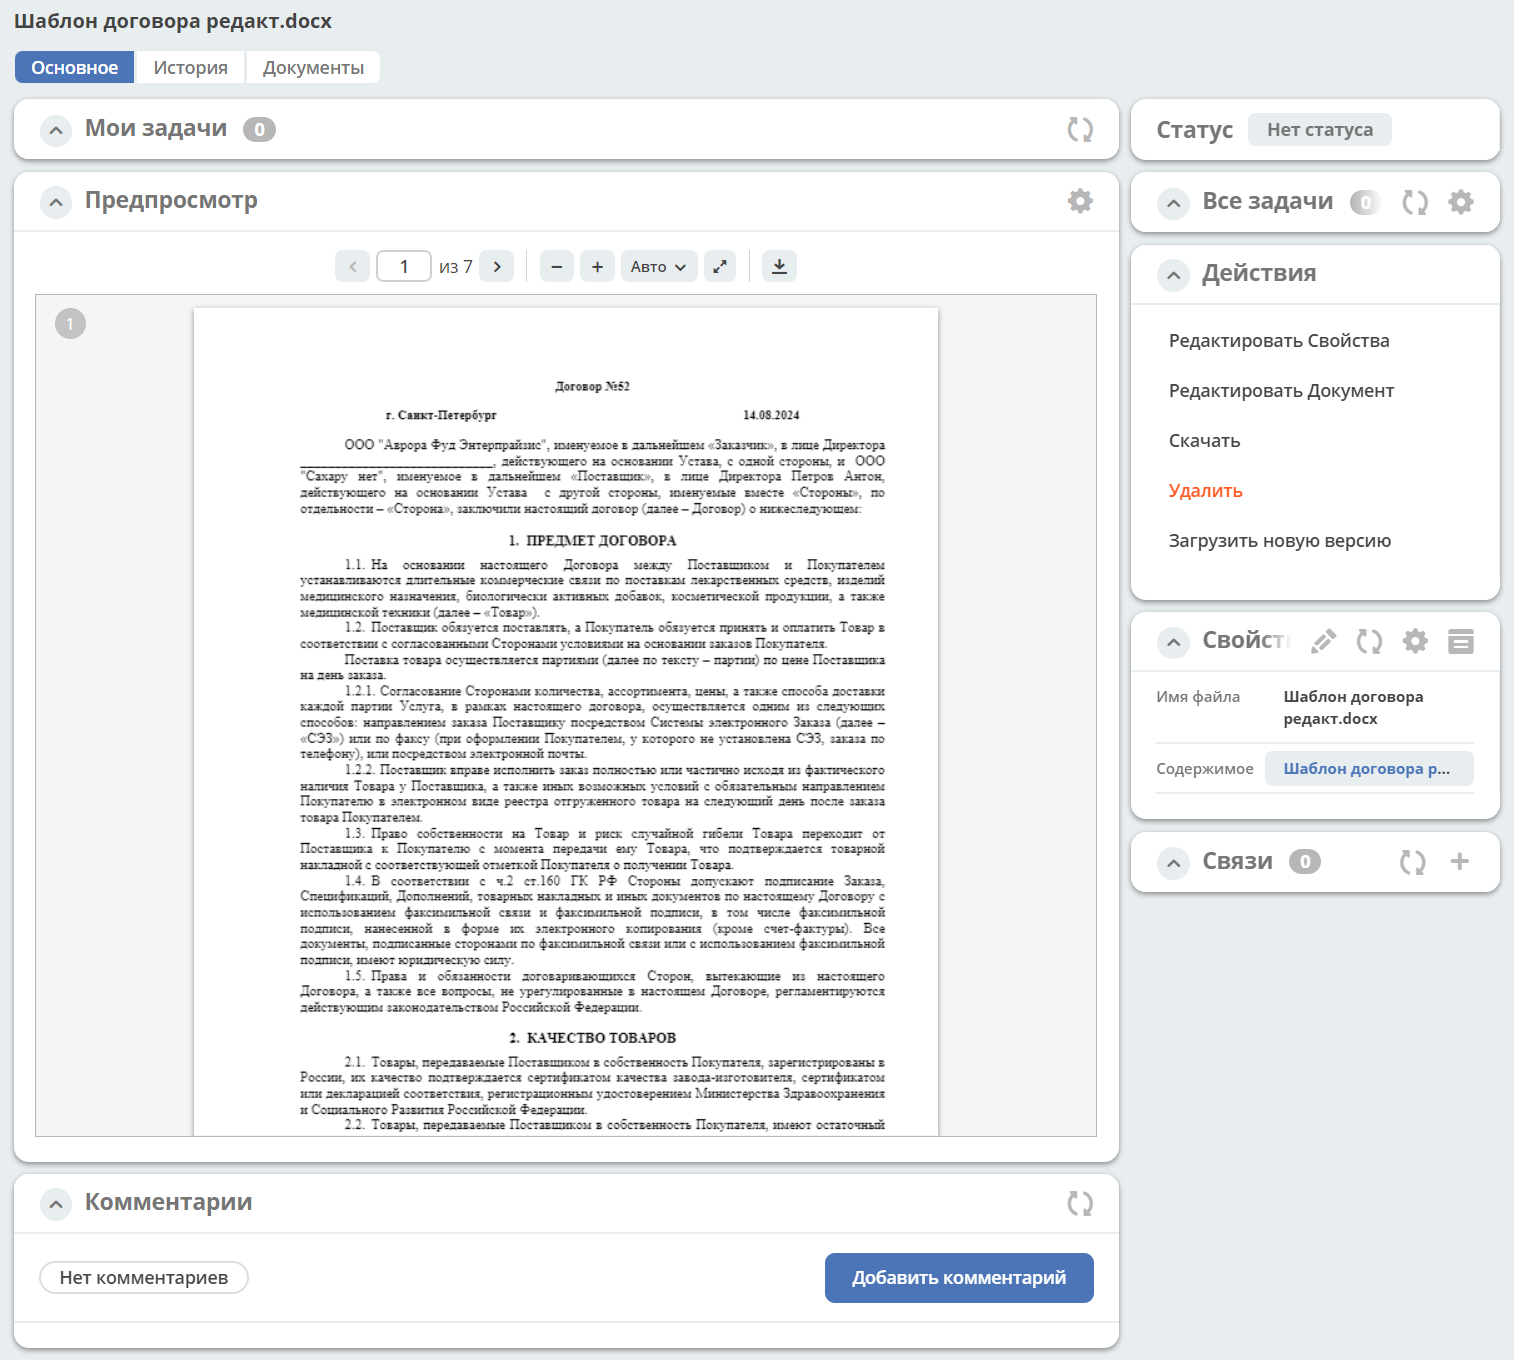 Шаблон договора редакт.docx
Основное
История
Документы
Мои задачи 0
Предпросмотр
1 из 7
Авто
1
Договор №52
г. Санкт-Петербург 14.08.2024
ООО "Аврора Фуд Энтерпрайзис", именуемое в дальнейшем «Заказчик», в лице Директора
____________________________, действующего на основании Устава, с одной стороны, и ООО
"Сахару нет", именуемое в дальнейшем «Поставщик», в лице Директора Петров Антон,
действующего на основании Устава с другой стороны, именуемые вместе «Стороны», по
отдельности – «Сторона», заключили настоящий договор (далее – Договор) о нижеследующем:
1. ПРЕДМЕТ ДОГОВОРА
1.1. На основании настоящего Договора между Поставщиком и Покупателем
устанавливаются длительные коммерческие связи по поставкам лекарственных средств, изделий
медицинского назначения, биологически активных добавок, косметической продукции, а также
медицинской техники (далее – «Товар»).
1.2. Поставщик обязуется поставлять, а Покупатель обязуется принять и оплатить Товар в
соответствии с согласованными Сторонами условиями на основании заказов Покупателя.
Поставка товара осуществляется партиями (далее по тексту – партии) по цене Поставщика
на день заказа.
1.2.1. Согласование Сторонами количества, ассортимента, цены, а также способа доставки
каждой партии Услуга, в рамках настоящего договора, осуществляется одним из следующих
способов: направлением заказа Поставщику посредством Системы электронного Заказа (далее –
«СЭЗ») или по факсу (при оформлении Покупателем, у которого не установлена СЭЗ, заказа по
телефону), или посредством электронной почты.
1.2.2. Поставщик вправе исполнить заказ полностью или частично исходя из фактического
наличия Товара у Поставщика, а также иных возможных условий с обязательным направлением
Покупателю в электронном виде реестра отгруженного товара на следующий день после заказа
товара Покупателем.
1.3. Право собственности на Товар и риск случайной гибели Товара переходит от
Поставщика к Покупателю с момента передачи ему Товара, что подтверждается товарной
накладной с соответствующей отметкой Покупателя о получении Товара.
1.4. В соответствии с ч.2 ст.160 ГК РФ Стороны допускают подписание Заказа,
Спецификаций, Дополнений, товарных накладных и иных документов по настоящему Договору с
использованием факсимильной связи и факсимильной подписи, в том числе факсимильной
подписи, нанесенной в форме их электронного копирования (кроме счет-фактуры). Все
документы, подписанные сторонами по факсимильной связи или с использованием факсимильной
подписи, имеют юридическую силу.
1.5. Права и обязанности договаривающихся Сторон, вытекающие из настоящего
Договора, а также все вопросы, не урегулированные в настоящем Договоре, регламентируются
действующим законодательством Российской Федерации.
2. КАЧЕСТВО ТОВАРОВ
2.1. Товары, передаваемые Поставщиком в собственность Покупателя, зарегистрированы в
России, их качество подтверждается сертификатом качества завода-изготовителя, сертификатом
или декларацией соответствия, регистрационным удостоверением Министерства Здравоохранения
и Социального Развития Российской Федерации.
2.2. Товары, передаваемые Поставщиком в собственность Покупателя, имеют остаточный
Комментарии
Нет комментариев
Добавить комментарий
Статус Нет статуса
Все задачи 0
Действия
Редактировать Свойства
Редактировать Документ
Скачать
Удалить
Загрузить новую версию
Свойст
Имя файла Шаблон договора
редакт.docx
Содержимое Шаблон договора р...
Связи 0